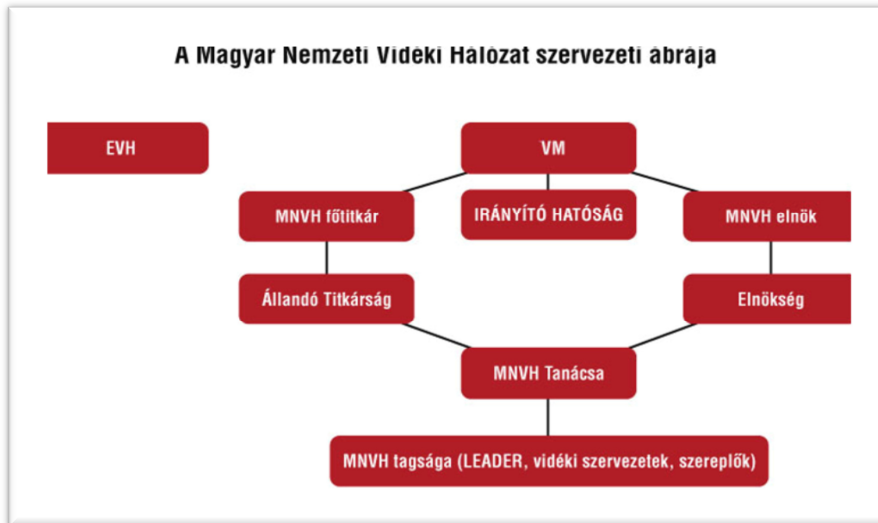 A Magyar Nemzeti Vidéki Hálózat szervezeti ábrája
EVH
VM
MNVH főtitkár
IRÁNYÍTÓ HATÓSÁG
MNVH elnök
Állandó Titkárság
Elnökség
MNVH Tanácsa
MNVH tagsága (LEADER, vidéki szervezetek, szereplők)